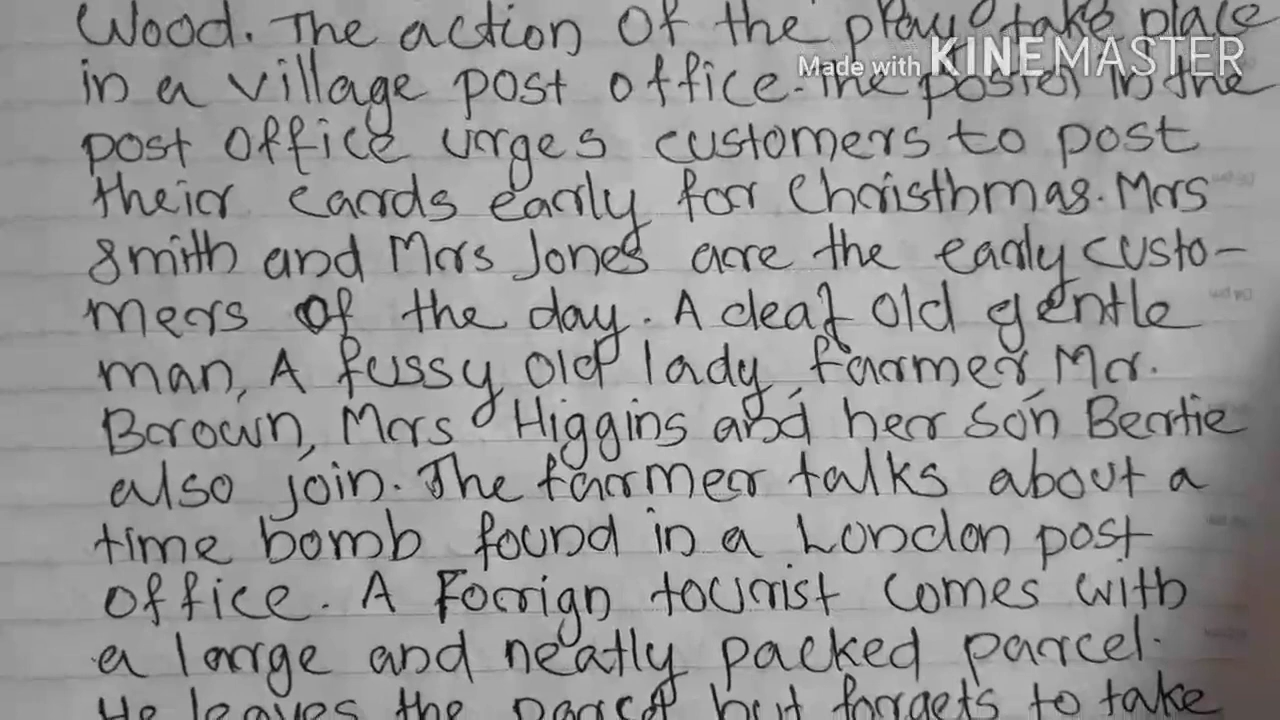 Wood. The action of the play take place
Made with KINEMASTER
in a village post office. The poster in the
post office urges customers to post
their cards early for Christhmas. Mrs
Smith and Mrs Jones are the early custo-
mers of the day. A deaf old gentle
man, A fussy old lady, farmer, Mr.
Brown, Mrs Higgins and her son Bertie
also join. The farmer talks about a
time bomb found in a London post
office. A Forrign tourist comes with
a large and neatly packed parcel.
He leaves the parcel but forgets to take